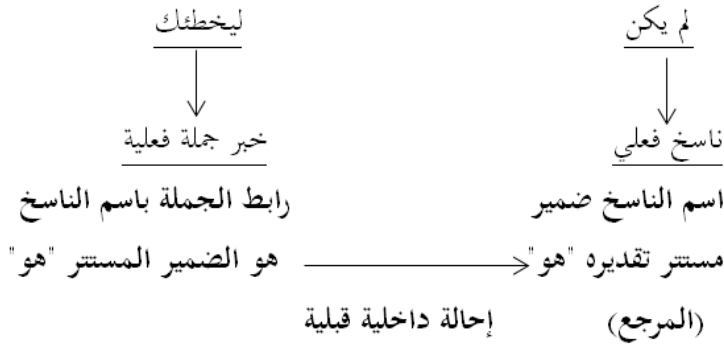 لم يكن
ليخطئك
ناسخ فعلي
خبر جملة فعلية
اسم الناسخ ضمير
رابط الجملة باسم الناسخ
مستتر تقديره "هو"
هو الضمير المستتر "هو"
(المرجع)
إحالة داخلية قبلية